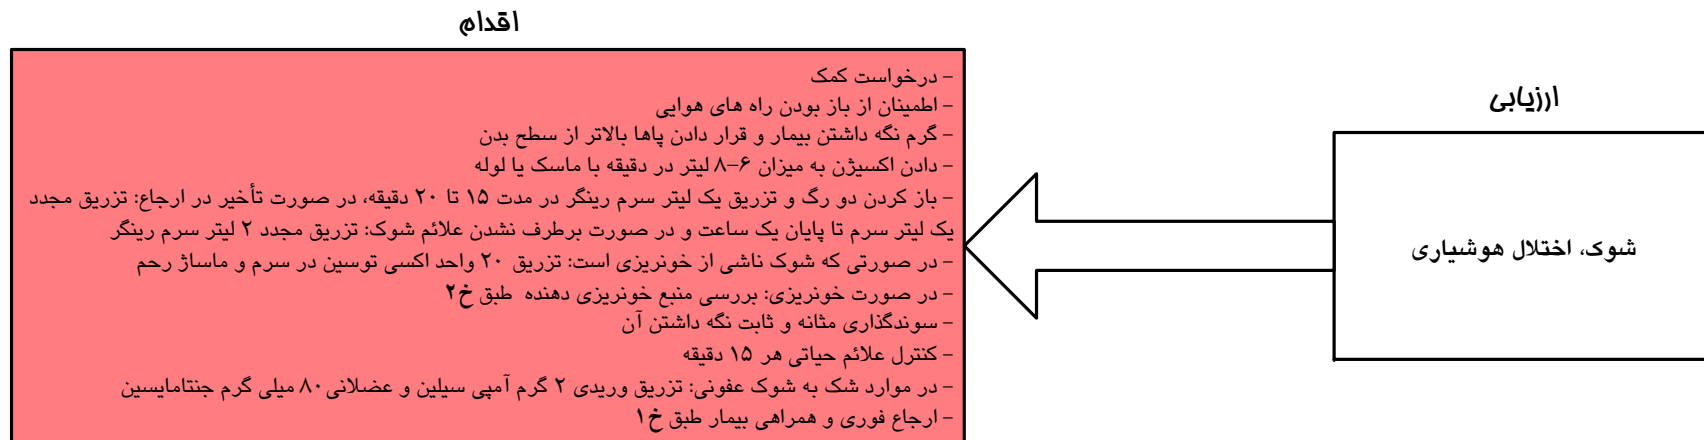 ارزیابی
شوک، اختلال هوشیاری
اقدام
- درخواست کمک
- اطمینان از باز بودن راه های هوایی
- گرم نگه داشتن بیمار و قرار دادن پاها بالاتر از سطح بدن
- دادن اکسیژن به میزان ۶-۸ لیتر در دقیقه با ماسک یا لوله
- باز کردن دو رگ و تزریق یک لیتر سرم رینگر در مدت ۱۵ تا ۲۰ دقیقه، در صورت تأخیر در ارجاع: تزریق مجدد
یک لیتر سرم تا پایان یک ساعت و در صورت برطرف نشدن علائم شوک: تزریق مجدد ۲ لیتر سرم رینگر
- در صورتی که شوک ناشی از خونریزی است: تزریق ۲۰ واحد اکسی توسین در سرم و ماساژ رحم
- در صورت خونریزی: بررسی منبع خونریزی دهنده طبق خ۲
- سوندگذاری مثانه و ثابت نگه داشتن آن
- کنترل علائم حیاتی هر ۱۵ دقیقه
- در موارد شک به شوک عفونی: تزریق وریدی ۲ گرم آمپی سیلین و عضلانی ۸۰ میلی گرم جنتامایسین
- ارجاع فوری و همراهی بیمار طبق خ۱